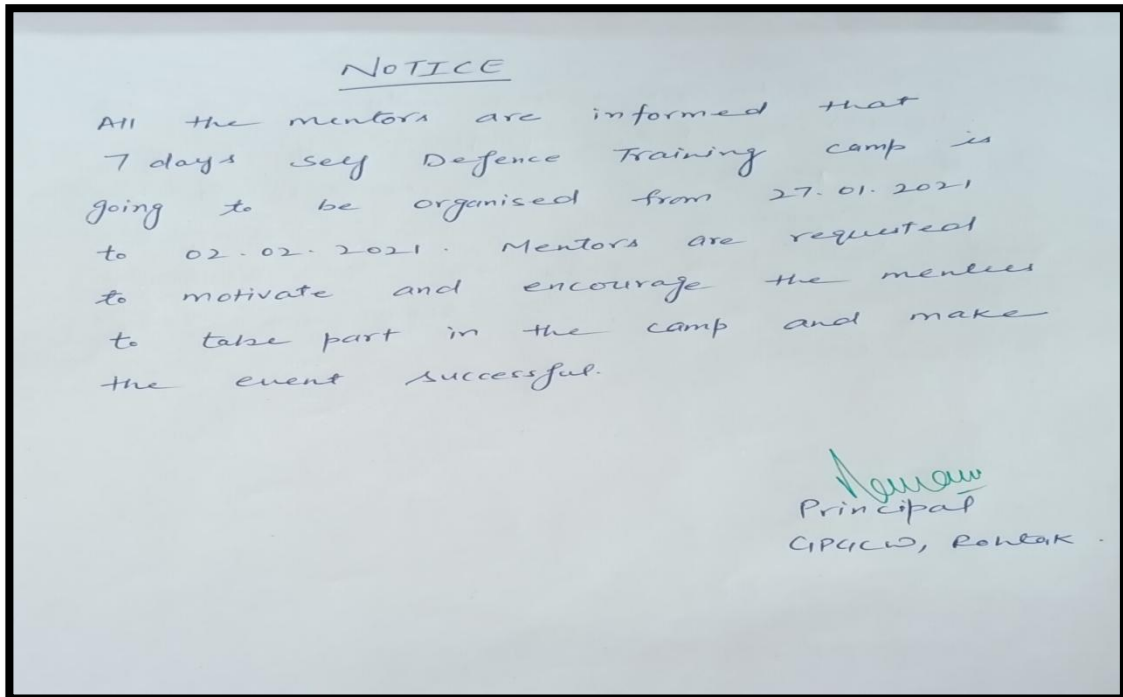 NOTICE
All the mentors are informed that
7 days self Defence Training camp is
going to be organised from 27.01.2021
to 02.02.2021. Mentors are requested
to motivate and encourage the mentees
to take part in the camp and make
the event successful.
Principal
GPGCW, Rohtak.